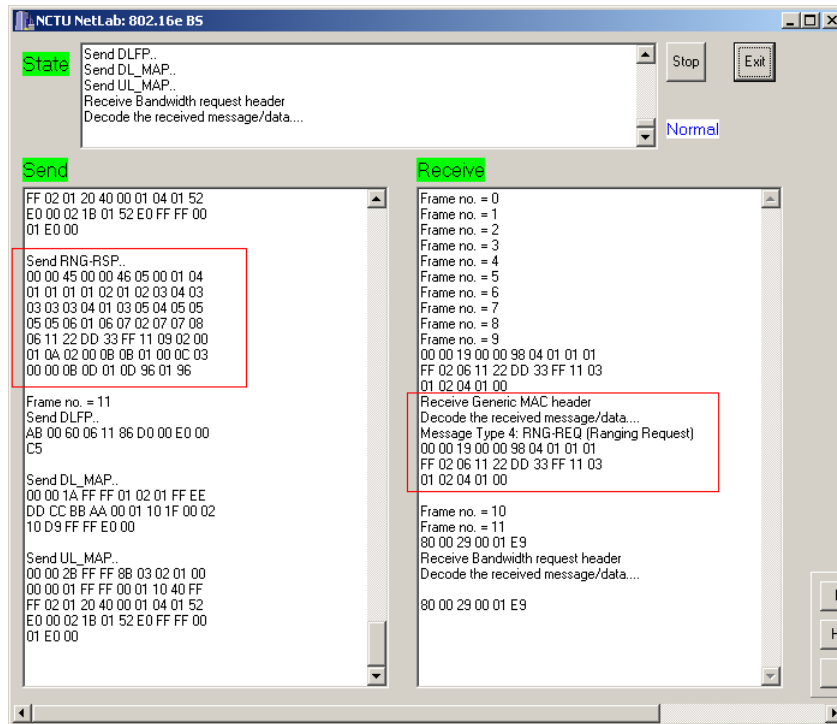 NCTU NetLab: 802.16e BS
State
Send DLFP..
Send DL_MAP..
Send UL_MAP..
Receive Bandwidth request header
Decode the received message/data....
Stop
Exit
Normal
Send
FF 02 01 20 40 00 01 04 01 52
E0 00 02 1B 01 52 E0 FF FF 00
01 E0 00
Send RNG-RSP..
00 00 45 00 00 46 05 00 01 04
01 01 01 01 02 01 02 03 04 03
03 03 03 04 01 03 05 04 05 05
05 05 06 01 06 07 02 07 07 08
06 11 22 DD 33 FF 11 09 02 00
01 0A 02 00 0B 0B 01 00 0C 03
00 00 0B 0D 01 0D 96 01 96
Frame no. = 11
Send DLFP..
AB 00 60 06 11 86 D0 00 E0 00
C5
Send DL_MAP..
00 00 1A FF FF 01 02 01 FF EE
DD CC BB AA 00 01 10 1F 00 02
10 D9 FF FF E0 00
Send UL_MAP..
00 00 2B FF FF 8B 03 02 01 00
00 00 01 FF FF 00 01 10 40 FF
FF 02 01 20 40 00 01 04 01 52
E0 00 02 1B 01 52 E0 FF FF 00
01 E0 00
Receive
Frame no. = 0
Frame no. = 1
Frame no. = 2
Frame no. = 3
Frame no. = 4
Frame no. = 5
Frame no. = 6
Frame no. = 7
Frame no. = 8
Frame no. = 9
00 00 19 00 00 98 04 01 01 01
FF 02 06 11 22 DD 33 FF 11 03
01 02 04 01 00
Receive Generic MAC header
Decode the received message/data....
Message Type 4: RNG-REQ (Ranging Request)
00 00 19 00 00 98 04 01 01 01
FF 02 06 11 22 DD 33 FF 11 03
01 02 04 01 00
Frame no. = 10
Frame no. = 11
80 00 29 00 01 E9
Receive Bandwidth request header
Decode the received message/data....
80 00 29 00 01 E9